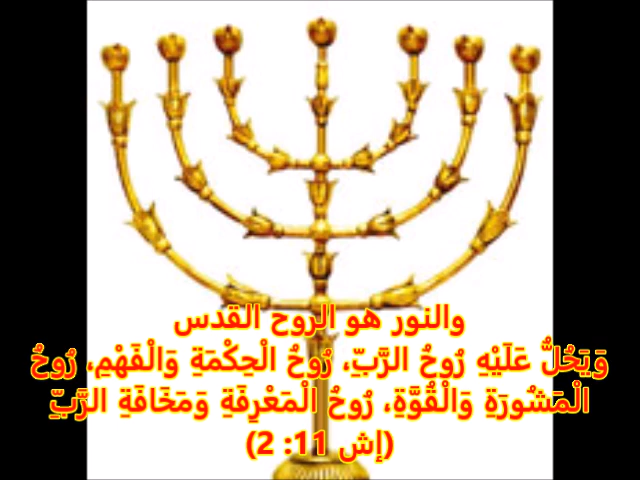 والنور هو الروح القدس
وَيَحُلُّ عَلَيْهِ رُوحُ الرَّبِّ، رُوحُ الْحِكْمَةِ وَالْفَهْمِ، رُوحُ
الْمَشُورَةِ وَالْقُوَّةِ، رُوحُ الْمَعْرِفَةِ وَمَخَافَةِ الرَّبِّ
(إش 11: 2)